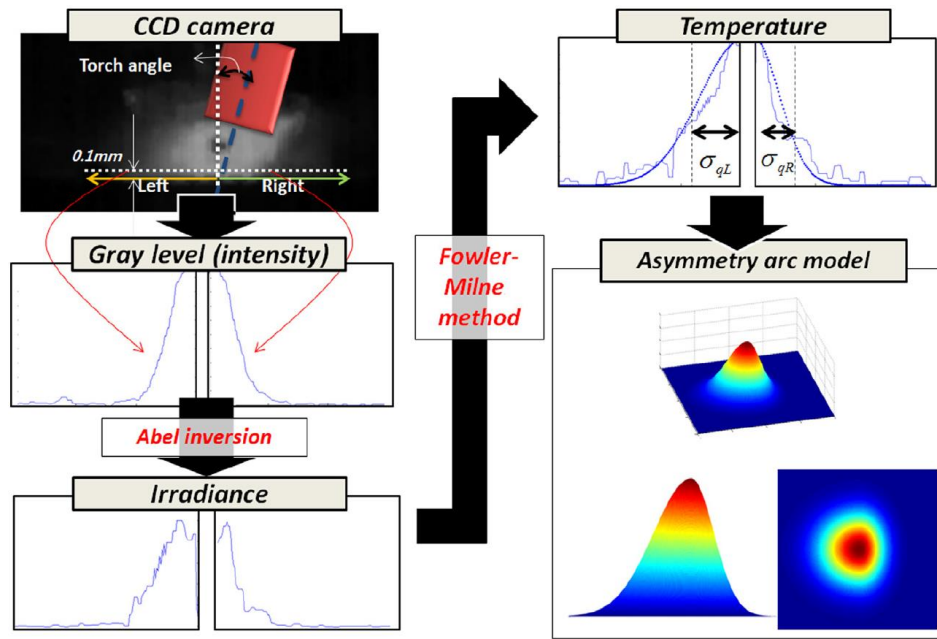 CCD camera
Torch angle
0.1mm
Left
Right
Gray level (intensity)
Abel inversion
Irradiance
Fowler-
Milne
method
Temperature
σqL
σqR
Asymmetry arc model